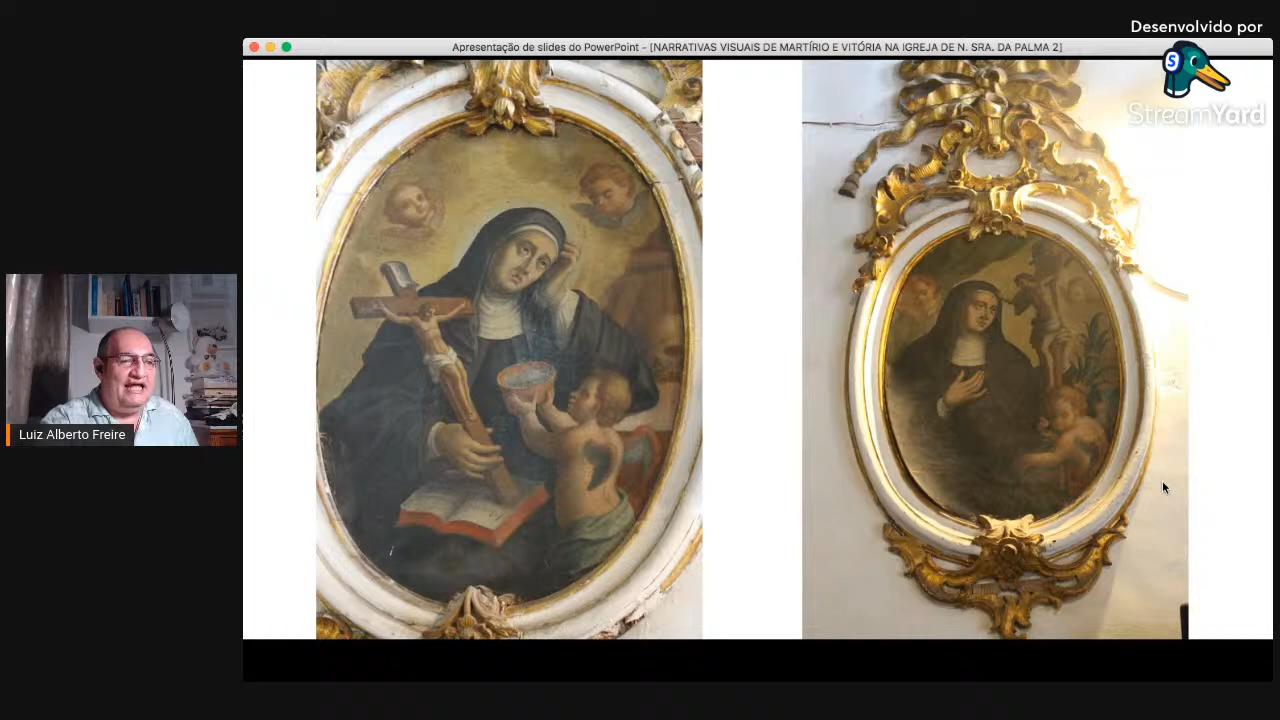 Desenvolvido por
Apresentação de slides do PowerPoint - [NARRATIVAS VISUAIS DE MARTÍRIO E VITÓRIA NA IGREJA DE N. SRA. DA PALMA 2]
S
StreamYard
Luiz Alberto Freire